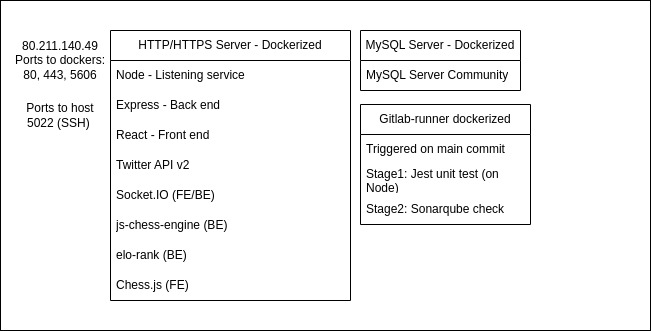 80.211.140.49
Ports to dockers:
80, 443, 5606
Ports to host
5022 (SSH)
HTTP/HTTPS Server - Dockerized
Node - Listening service
Express - Back end
React - Front end
Twitter API v2
Socket.IO (FE/BE)
js-chess-engine (BE)
elo-rank (BE)
Chess.js (FE)
MySQL Server - Dockerized
MySQL Server Community
Gitlab-runner dockerized
Triggered on main commit
Stage1: Jest unit test (on
Node)
Stage2: Sonarqube check